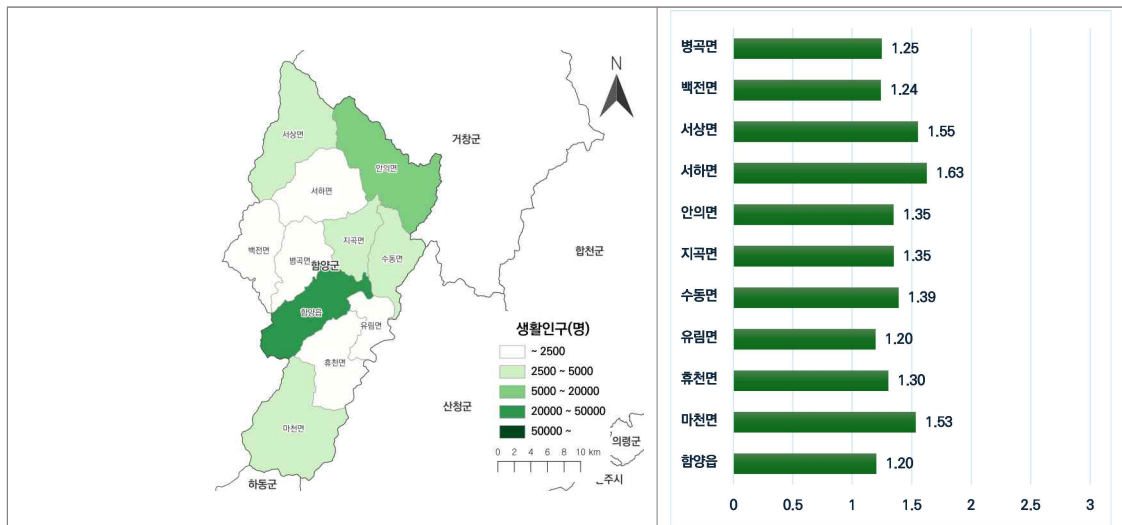 N
거창군
서상면
안의면
서하면
합천군
백전면
지곡면
병곡면
수동면
함양군
함양읍
유림면
휴천면
마천면
산청군
하동군
의령군
주시
생활인구(명)
~ 2500
2500 ~ 5000
5000 ~ 20000
20000 ~ 50000
50000 ~
0 2 4 6 8 10 km
병곡면 1.25
백전면 1.24
서상면 1.55
서하면 1.63
안의면 1.35
지곡면 1.35
수동면 1.39
유림면 1.20
휴천면 1.30
마천면 1.53
함양읍 1.20
0 0.5 1 1.5 2 2.5 3